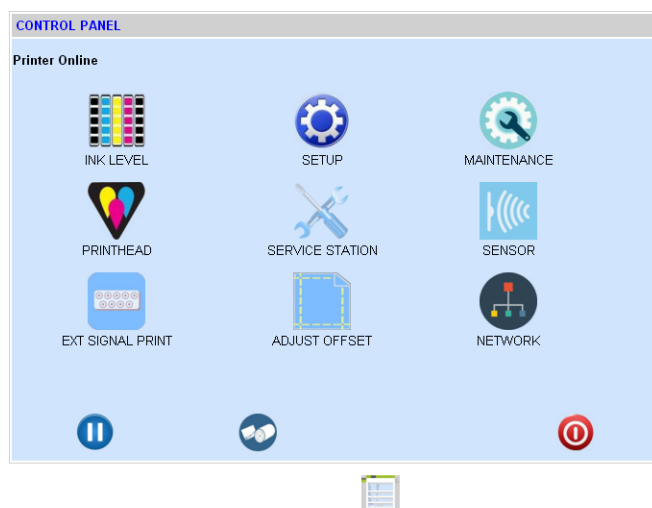 CONTROL PANEL
Printer Online
INK LEVEL
SETUP
MAINTENANCE
PRINTHEAD
SERVICE STATION
SENSOR
EXT SIGNAL PRINT
ADJUST OFFSET
NETWORK